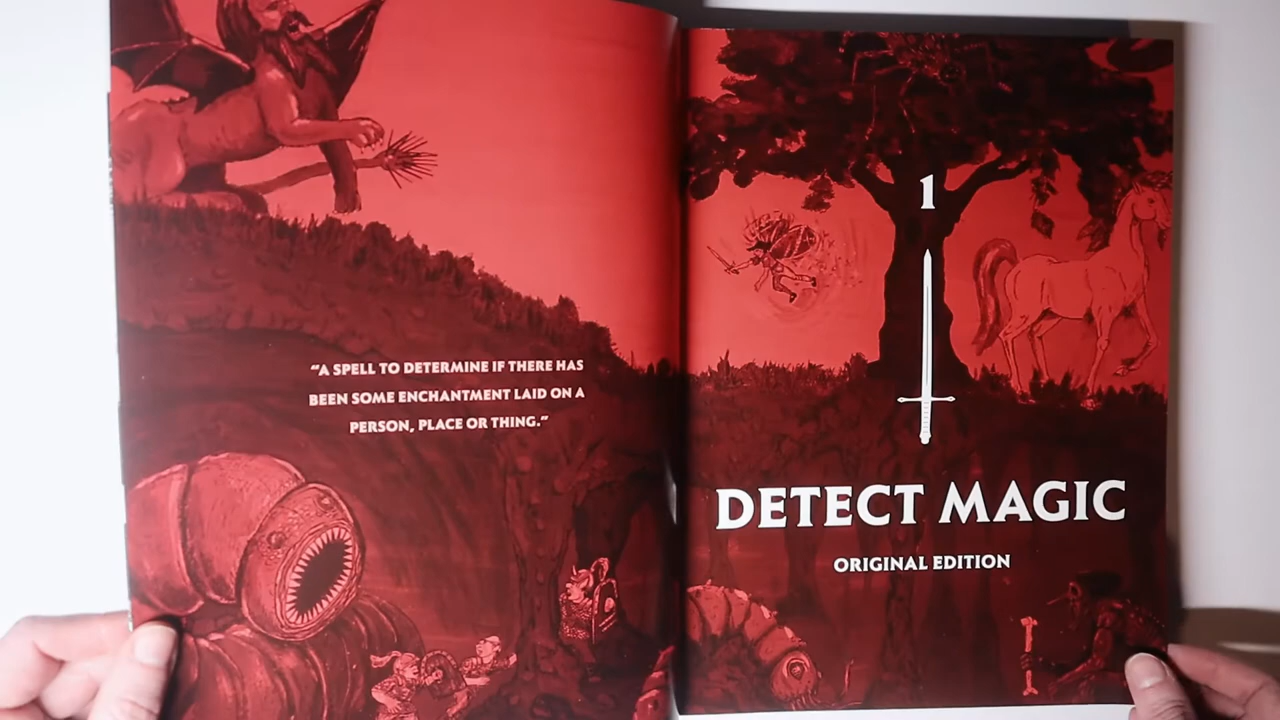 “A SPELL TO DETERMINE IF THERE HAS
BEEN SOME ENCHANTMENT LAID ON A
PERSON, PLACE OR THING.”
1
DETECT MAGIC
ORIGINAL EDITION